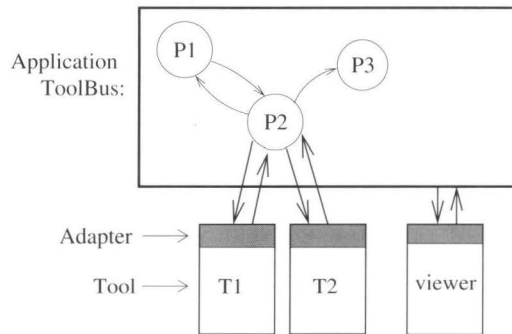 P1
P3
Application
ToolBus:
P2
Adapter
Tool
T1
T2
viewer